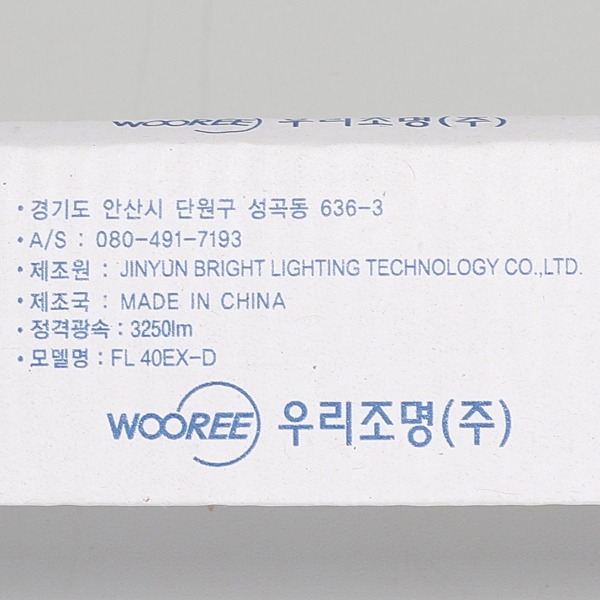 WOOREE 우리조명(주)
• 경기도 안산시 단원구 성곡동 636-3
• A/S : 080-491-7193
• 제조원 : JINYUN BRIGHT LIGHTING TECHNOLOGY CO.,LTD.
• 제조국 : MADE IN CHINA
• 정격광속 : 3250lm
• 모델명 : FL 40EX-D
WOOREE 우리조명(주)